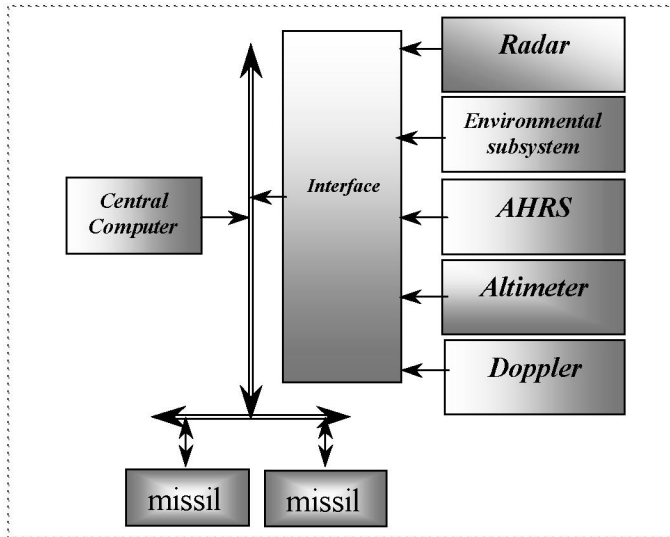 Radar
Environmental
subsystem
Interface
Central
Computer
AHRS
Altimeter
Doppler
missil
missil